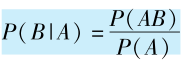 P(B|A) = P(AB)/P(A)